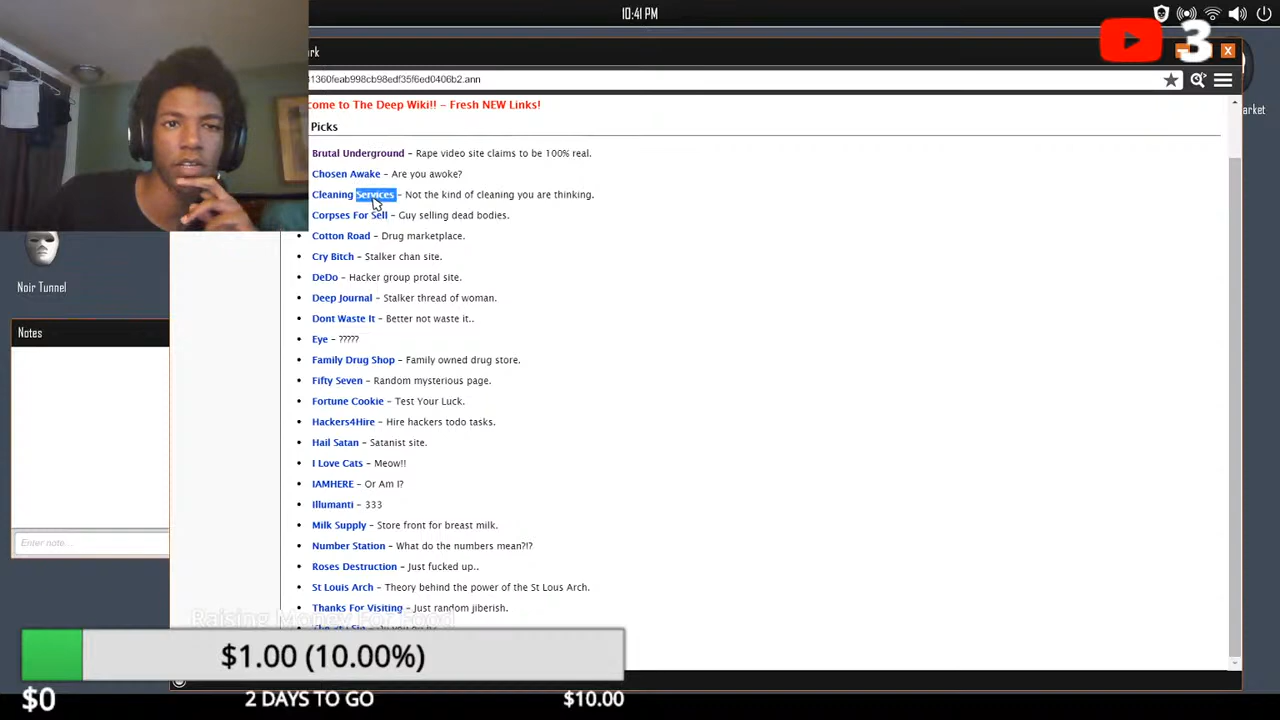 10:41 PM
3
rk
1360feab998cb98edf35f6ed0406b2.ann
come to The Deep Wiki!! – Fresh NEW Links!
Picks
Brutal Underground – Rape video site claims to be 100% real.
Chosen Awake – Are you awoke?
Cleaning Services – Not the kind of cleaning you are thinking.
Corpses For Sell – Guy selling dead bodies.
Cotton Road – Drug marketplace.
Cry Bitch – Stalker chan site.
DeDo – Hacker group protal site.
Deep Journal – Stalker thread of woman.
Dont Waste It – Better not waste it..
Eye – ?????
Family Drug Shop – Family owned drug store.
Fifty Seven – Random mysterious page.
Fortune Cookie – Test Your Luck.
Hackers4Hire – Hire hackers todo tasks.
Hail Satan – Satanist site.
I Love Cats – Meow!!
IAMHERE – Or Am I?
Illumanti – 333
Milk Supply – Store front for breast milk.
Number Station – What do the numbers mean?!?
Roses Destruction – Just fucked up..
St Louis Arch – Theory behind the power of the St Lous Arch.
Thanks For Visiting – Just random jiberish.
Noir Tunnel
arket
Notes
Enter note...
Raising Money For Food
$1.00 (10.00%)
$0
2 DAYS TO GO
$10.00